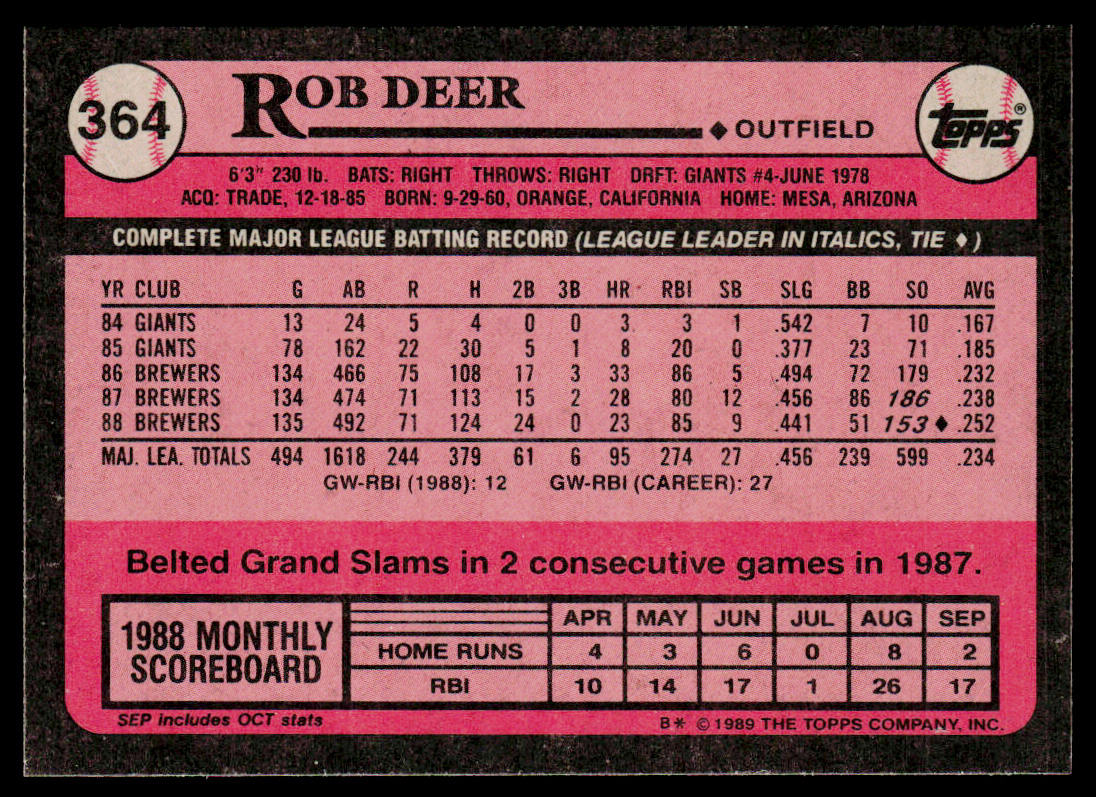 364
ROB DEER
♦ OUTFIELD
topps®
6'3" 230 lb. BATS: RIGHT THROWS: RIGHT DRFT: GIANTS #4-JUNE 1978
ACQ: TRADE, 12-18-85 BORN: 9-29-60, ORANGE, CALIFORNIA HOME: MESA, ARIZONA
COMPLETE MAJOR LEAGUE BATTING RECORD (LEAGUE LEADER IN ITALICS, TIE ♦)
YR CLUB G AB R H 2B 3B HR RBI SB SLG BB SO AVG
84 GIANTS 13 24 5 4 0 0 3 3 1 .542 7 10 .167
85 GIANTS 78 162 22 30 5 1 8 20 0 .377 23 71 .185
86 BREWERS 134 466 75 108 17 3 33 86 5 .494 72 179 .232
87 BREWERS 134 474 71 113 15 2 28 80 12 .456 86 186 .238
88 BREWERS 135 492 71 124 24 0 23 85 9 .441 51 153♦ .252
MAJ. LEA. TOTALS 494 1618 244 379 61 6 95 274 27 .456 239 599 .234
GW-RBI (1988): 12 GW-RBI (CAREER): 27
Belted Grand Slams in 2 consecutive games in 1987.
1988 MONTHLY
SCOREBOARD
APR MAY JUN JUL AUG SEP
HOME RUNS 4 3 6 0 8 2
RBI 10 14 17 1 26 17
SEP includes OCT stats
B* © 1989 THE TOPPS COMPANY, INC.